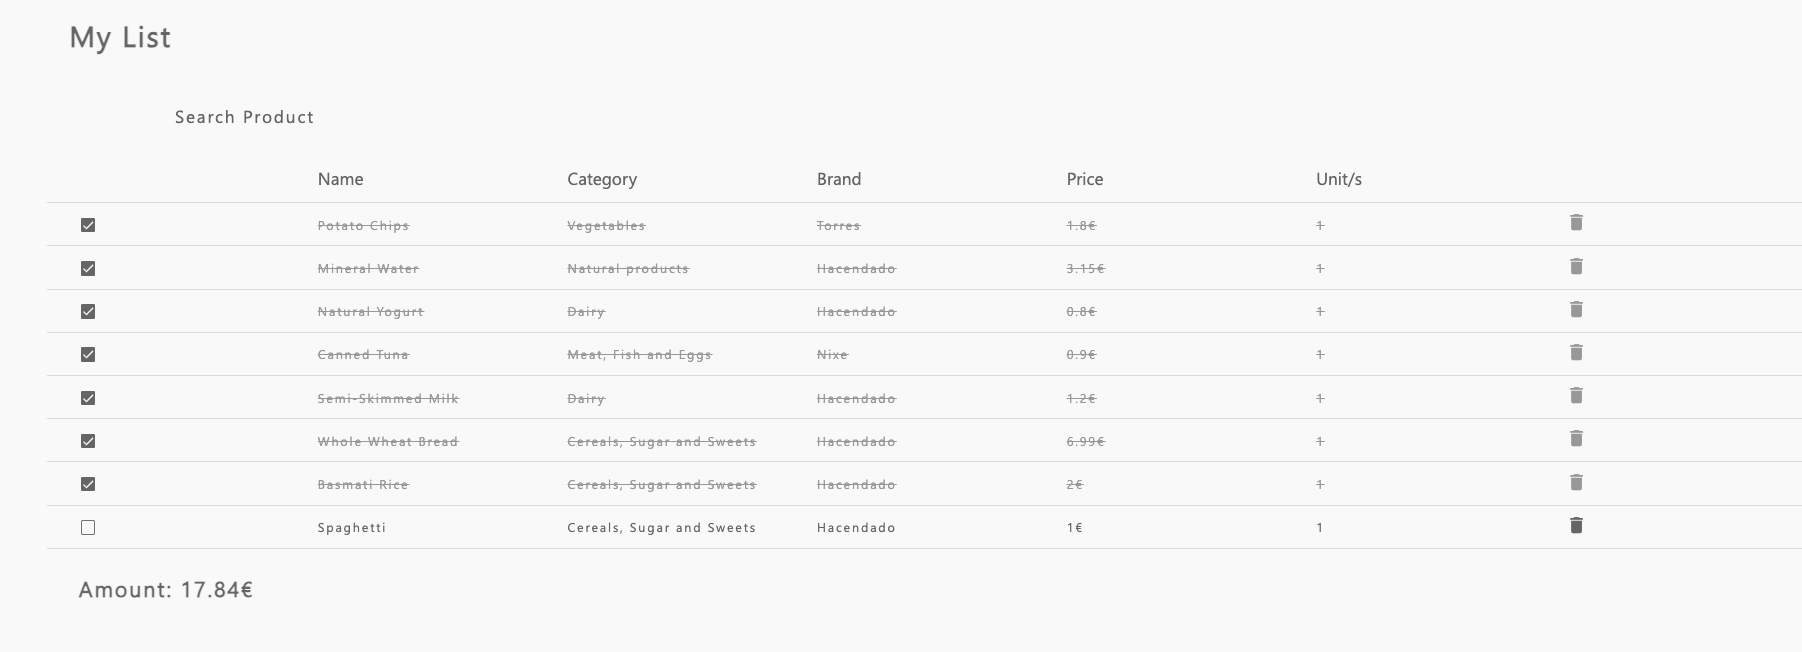 My List
Search Product
Name Category Brand Price Unit/s
Potato Chips Vegetables Torres 1.8€ 1
Mineral Water Natural products Hacendado 3.15€ 1
Natural Yogurt Dairy Hacendado 0.8€ 1
Canned Tuna Meat, Fish and Eggs Nixe 0.9€ 1
Semi-Skimmed Milk Dairy Hacendado 1.2€ 1
Whole Wheat Bread Cereals, Sugar and Sweets Hacendado 6.99€ 1
Basmati Rice Cereals, Sugar and Sweets Hacendado 2€ 1
Spaghetti Cereals, Sugar and Sweets Hacendado 1€ 1
Amount: 17.84€